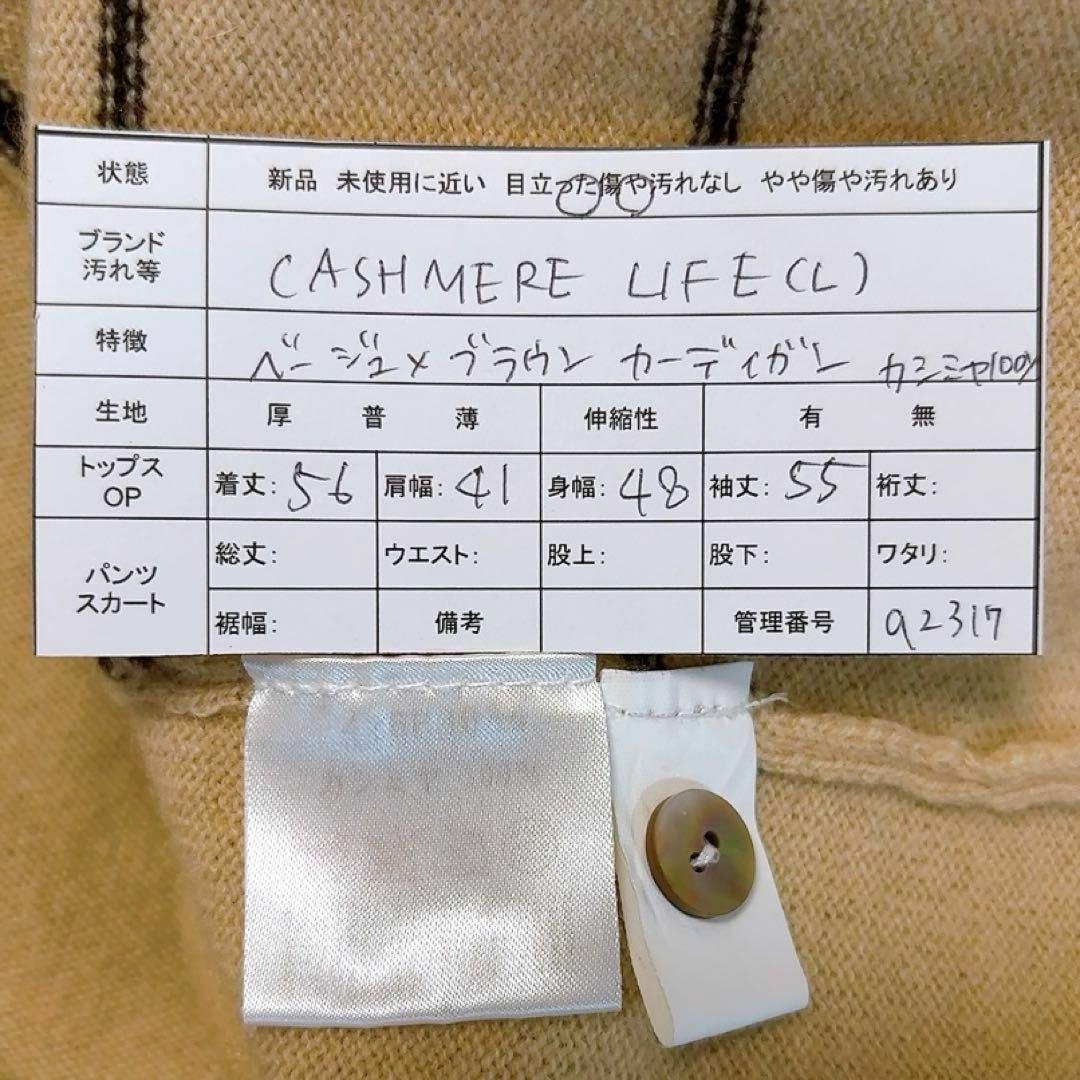 状態 新品 未使用に近い 目立った傷や汚れなし やや傷や汚れあり
ブランド
汚れ等
CASHMERE LIFE(L)
特徴 ベージュ×ブラウン カーディガン カシミヤ100%
生地 厚 普 薄 伸縮性 有 無
トップス
OP
着丈: 56 肩幅: 41 身幅: 48 袖丈: 55 裄丈:
パンツ
スカート
総丈: ウエスト: 股上: 股下: ワタリ:
裾幅: 備考 管理番号 a2317